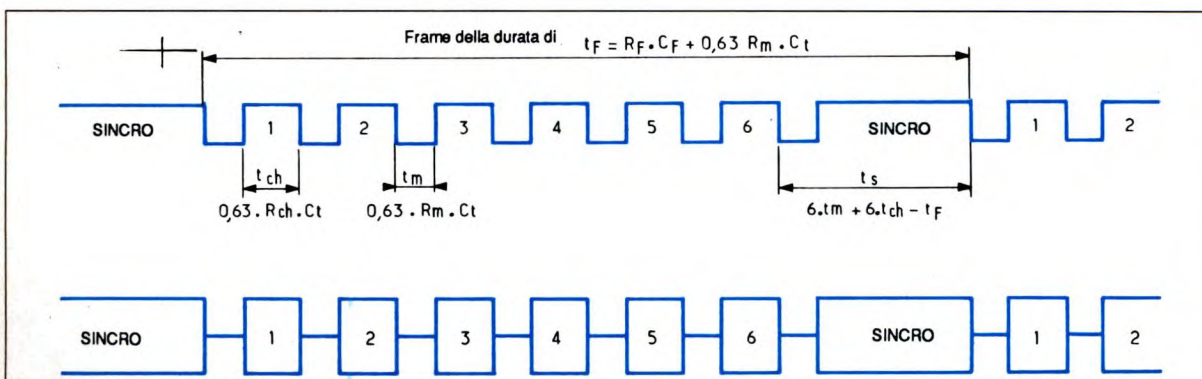 Frame della durata di tF = RF.CF + 0,63 Rm.Ct
SINCRO 1 2 3 4 5 6 SINCRO 1 2
tch tm ts
0,63.Rch.Ct 0,63.Rm.Ct 6.tm + 6.tch - tF
SINCRO 1 2 3 4 5 6 SINCRO 1 2